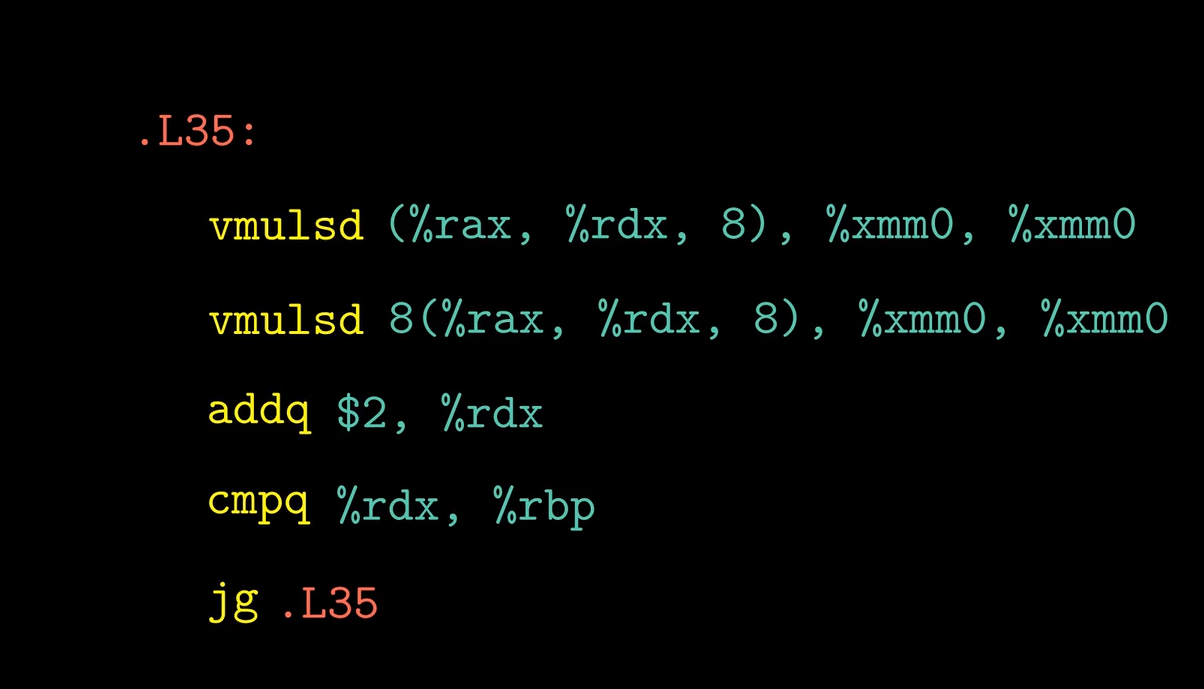 .L35:
vmulsd (%rax, %rdx, 8), %xmm0, %xmm0
vmulsd 8(%rax, %rdx, 8), %xmm0, %xmm0
addq $2, %rdx
cmpq %rdx, %rbp
jg .L35